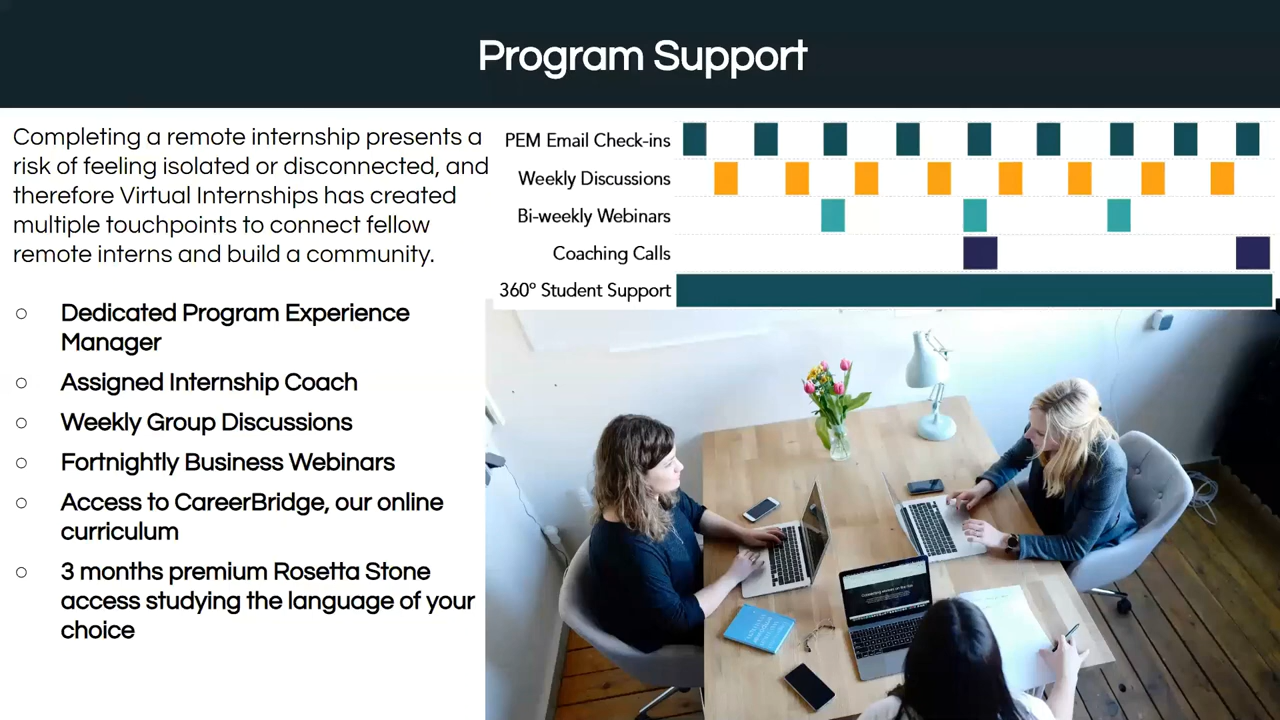 Program Support
Completing a remote internship presents a
risk of feeling isolated or disconnected, and
therefore Virtual Internships has created
multiple touchpoints to connect fellow
remote interns and build a community.
○ Dedicated Program Experience
Manager
○ Assigned Internship Coach
○ Weekly Group Discussions
○ Fortnightly Business Webinars
○ Access to CareerBridge, our online
curriculum
○ 3 months premium Rosetta Stone
access studying the language of your
choice
PEM Email Check-ins
Weekly Discussions
Bi-weekly Webinars
Coaching Calls
360º Student Support